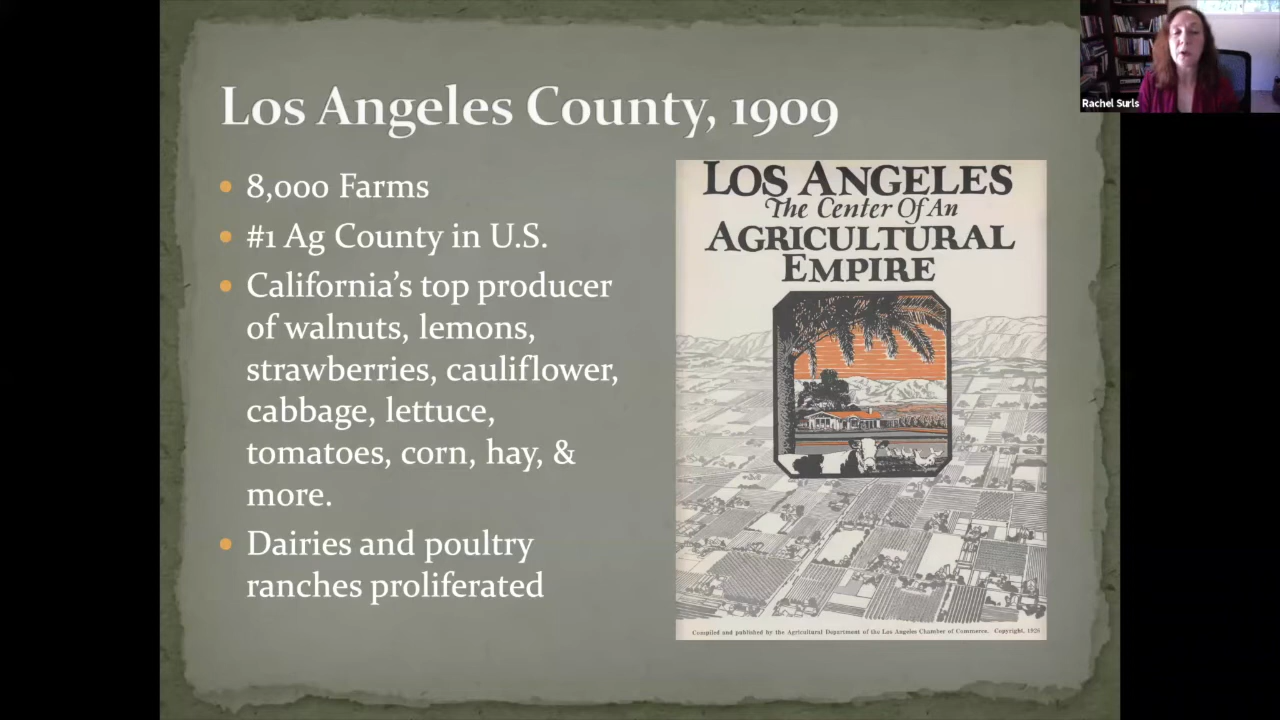 Rachel Surls
Los Angeles County, 1909
• 8,000 Farms
• #1 Ag County in U.S.
• California's top producer
of walnuts, lemons,
strawberries, cauliflower,
cabbage, lettuce,
tomatoes, corn, hay, &
more.
• Dairies and poultry
ranches proliferated
LOS ANGELES
The Center Of An
AGRICULTURAL
EMPIRE
Compiled and published by the Agricultural Department of the Los Angeles Chamber of Commerce. Copyright,